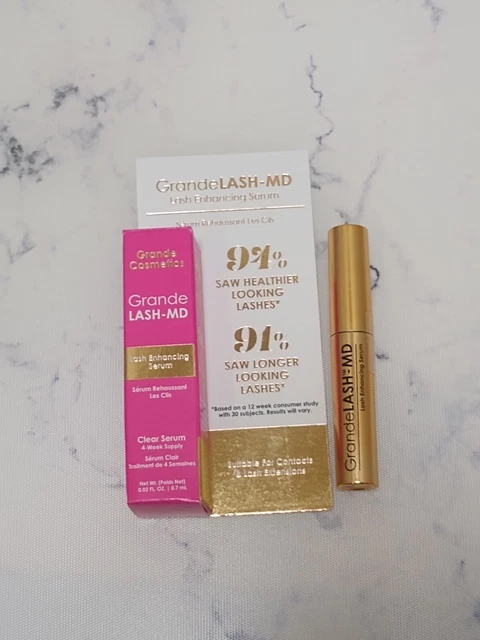 GrandeLASH-MD
Lash Enhancing Serum
Sérum Rehaussant Les Cils
94%
SAW HEALTHIER
LOOKING
LASHES*
91%
SAW LONGER
LOOKING
LASHES*
*Based on a 12 week consumer study
with 30 subjects. Results will vary.
Suitable For Contacts
& Lash Extensions
Grande
Cosmetics
Grande
LASH-MD
Lash Enhancing
Serum
Sérum Rehaussant
Les Cils
Clear Serum
4-Week Supply
Sérum Clair
Traitment de 4 Semaines
Net Wt. (Poids Net)
0.02 FL. OZ. | 0.7 mL
GrandeLASH-MD
Lash Enhancing Serum